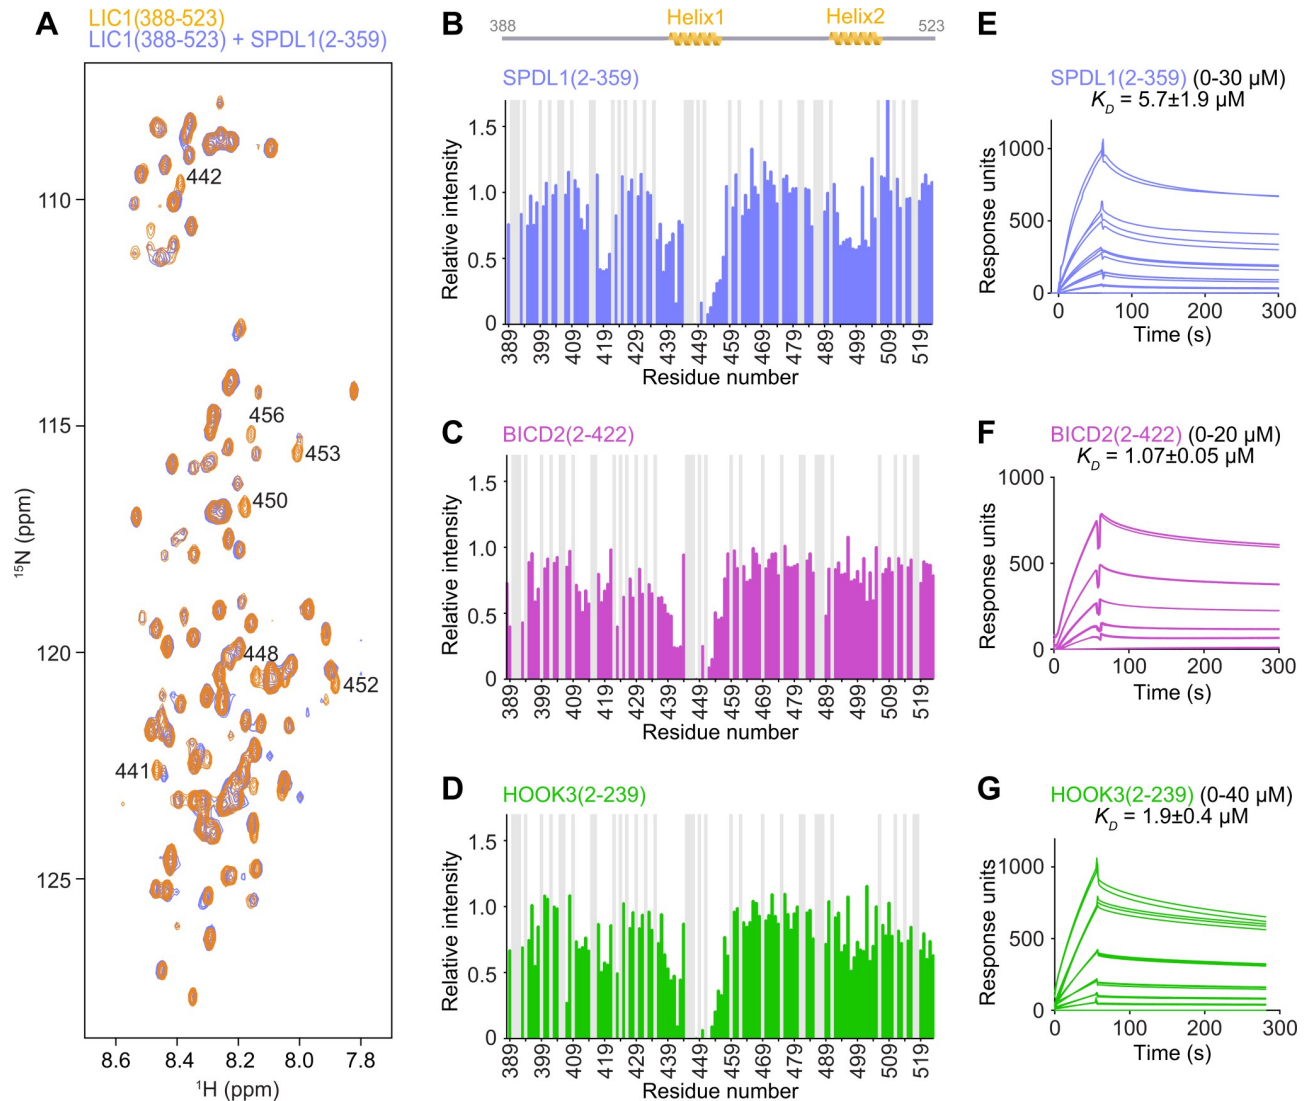 A
LIC1(388-523)
LIC1(388-523) + SPDL1(2-359)
110
115
120
125
¹⁵N (ppm)
442
456
453
450
448
452
441
8.6 8.4 8.2 8.0 7.8
¹H (ppm)
B
388 Helix1 Helix2 523
SPDL1(2-359)
1.5
1.0
0.5
0
Relative intensity
389 399 409 419 429 439 449 459 469 479 489 499 509 519
Residue number
C
BICD2(2-422)
1.5
1.0
0.5
0
Relative intensity
389 399 409 419 429 439 449 459 469 479 489 499 509 519
Residue number
D
HOOK3(2-239)
1.5
1.0
0.5
0
Relative intensity
389 399 409 419 429 439 449 459 469 479 489 499 509 519
Residue number
E
SPDL1(2-359) (0-30 µM)
K_D = 5.7±1.9 µM
1000
500
0
Response units
0 100 200 300
Time (s)
F
BICD2(2-422) (0-20 µM)
K_D = 1.07±0.05 µM
1000
500
0
Response units
100 200 300
Time (s)
G
HOOK3(2-239) (0-40 µM)
K_D = 1.9±0.4 µM
1000
500
0
Response units
0 100 200 300
Time (s)